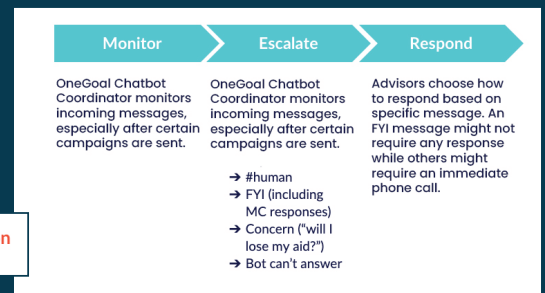 Monitor
Escalate
Respond
OneGoal Chatbot
Coordinator monitors
incoming messages,
especially after certain
campaigns are sent.
OneGoal Chatbot
Coordinator monitors
incoming messages,
especially after certain
campaigns are sent.
➔ #human
➔ FYI (including
MC responses)
➔ Concern (“will I
lose my aid?”)
➔ Bot can’t answer
Advisors choose how
to respond based on
specific message. An
FYI message might not
require any response
while others might
require an immediate
phone call.
n